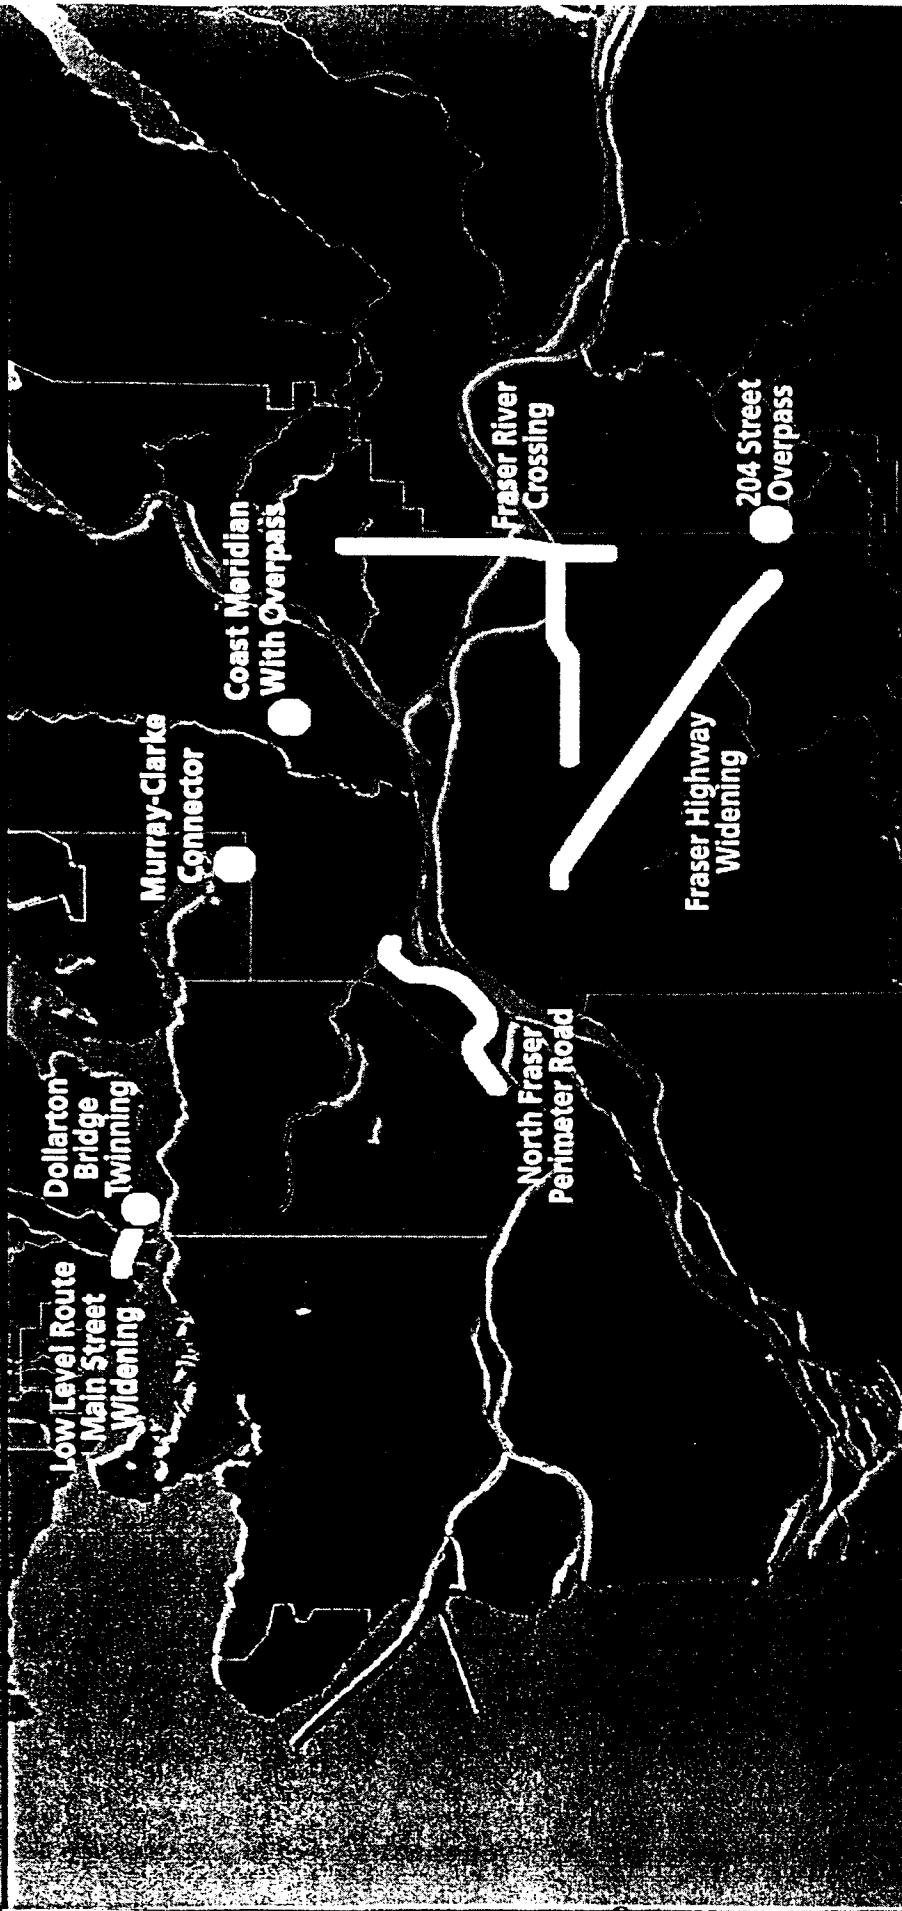 Low Level Route
Main Street
Widening
Dollarton
Bridge
Twinning
Murray-Clarke
Connector
Coast Meridian
With Overpass
North Fraser
Perimeter Road
Fraser River
Crossing
Fraser Highway
Widening
204 Street
Overpass